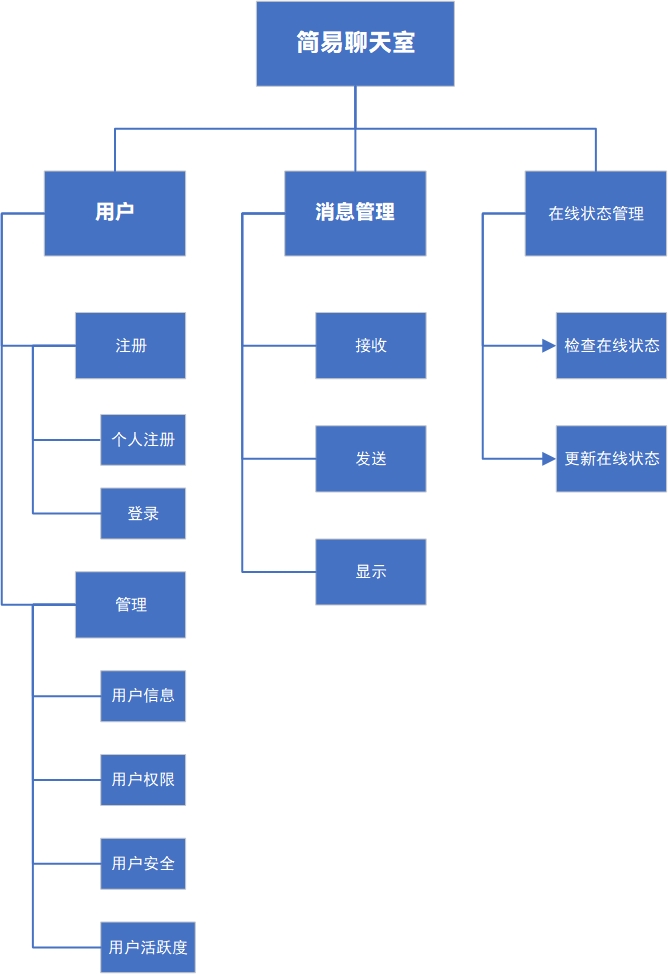 简易聊天室
用户
消息管理
在线状态管理
注册
接收
检查在线状态
个人注册
发送
更新在线状态
登录
显示
管理
用户信息
用户权限
用户安全
用户活跃度